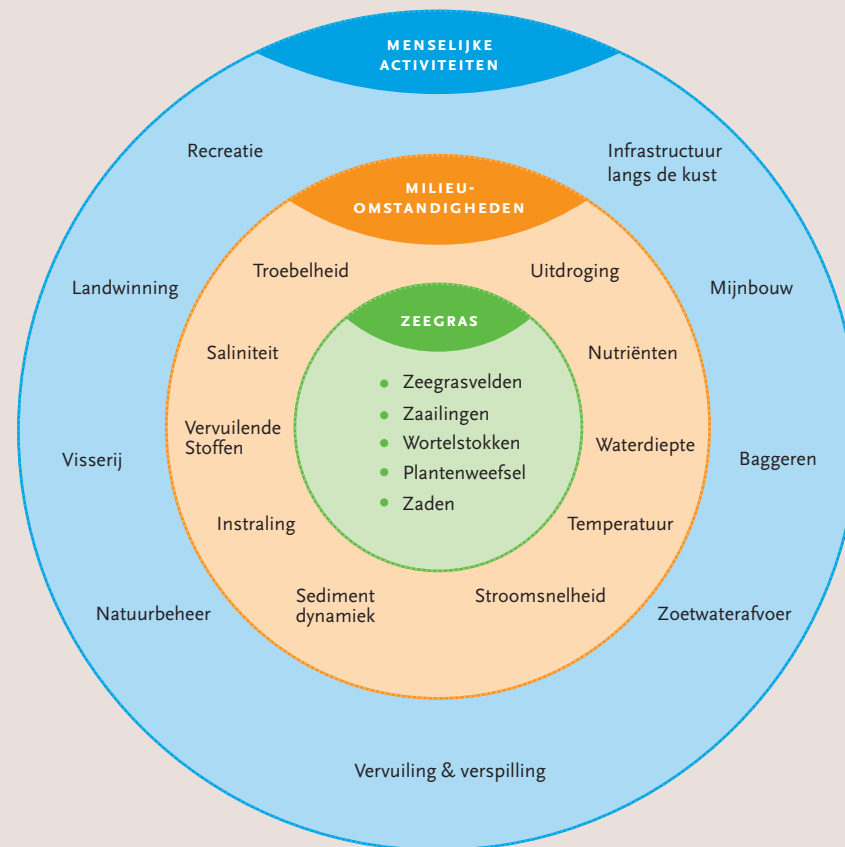 MENSELIJKE
ACTIVITEITEN
Recreatie
Infrastructuur
langs de kust
Landwinning
Mijnbouw
Visserij
Baggeren
Natuurbeheer
Zoetwaterafvoer
Vervuiling & verspilling
MILIEU-
OMSTANDIGHEDEN
Troebelheid
Uitdroging
Saliniteit
Nutriënten
Vervuilende
Stoffen
Waterdiepte
Instraling
Temperatuur
Sediment
dynamiek
Stroomsnelheid
ZEEGRAS
• Zeegrasvelden
• Zaailingen
• Wortelstokken
• Plantenweefsel
• Zaden